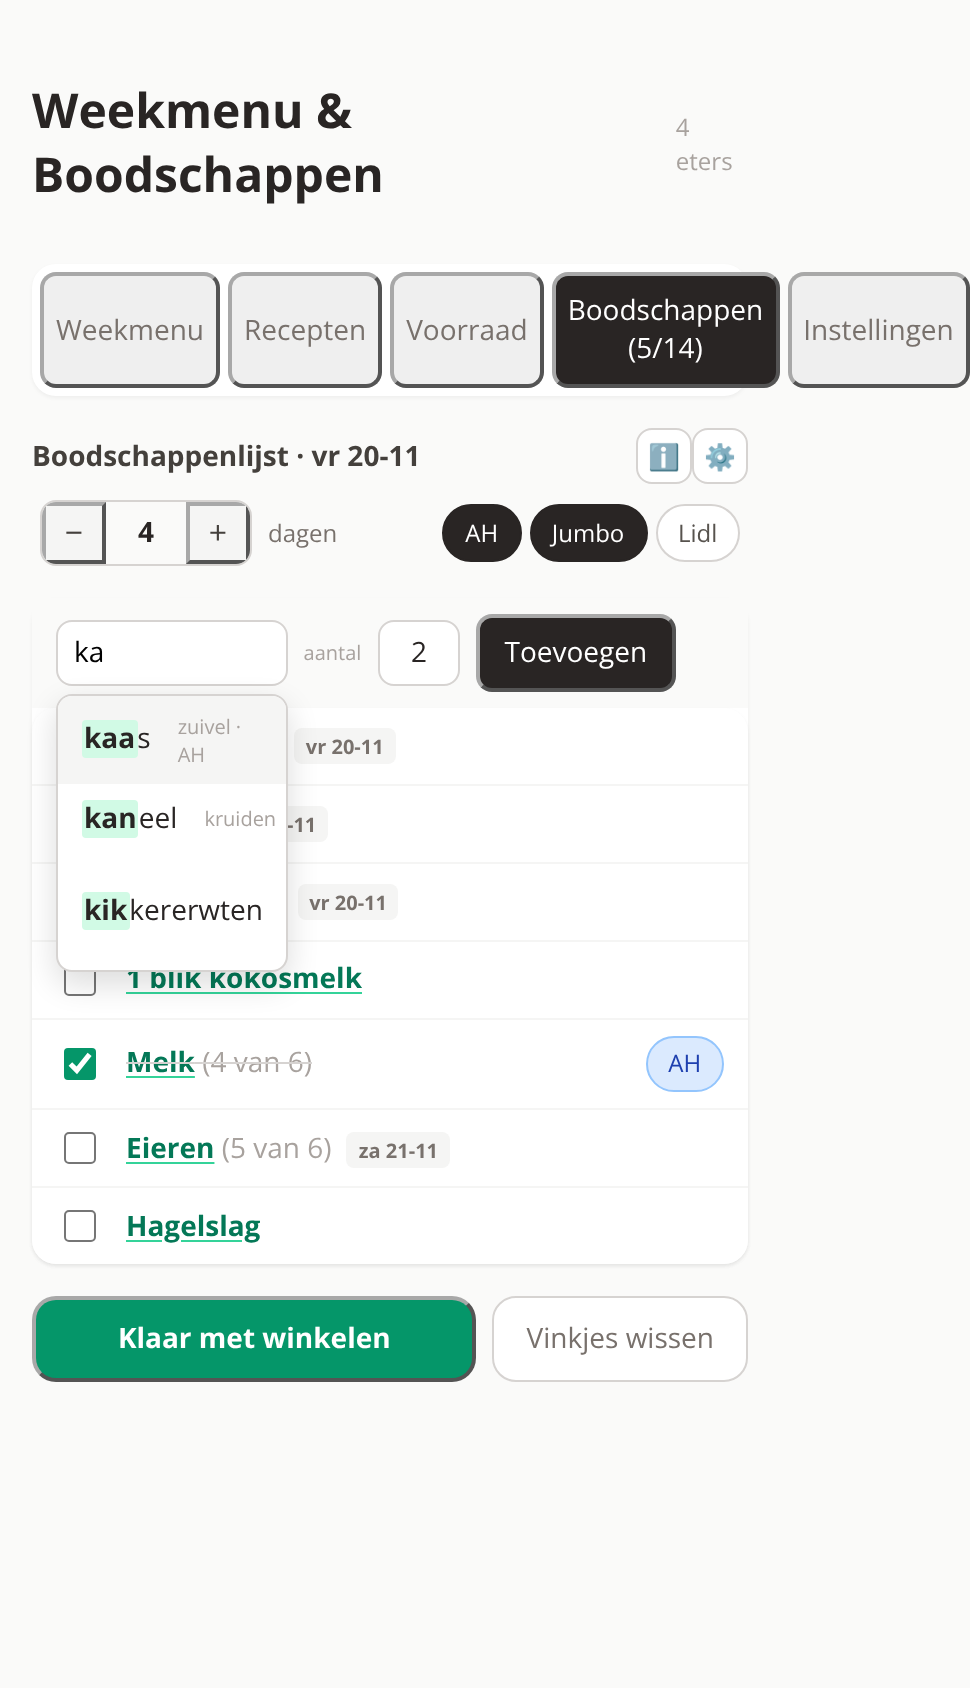 Weekmenu &
Boodschappen
4
eters
Weekmenu
Recepten
Voorraad
Boodschappen
(5/14)
Instellingen
Boodschappenlijst · vr 20-11
− 4 + dagen
AH
Jumbo
Lidl
ka
aantal
2
Toevoegen
kaas
zuivel ·
AH
vr 20-11
kaneel
kruiden
-11
kikkererwten
vr 20-11
1 blik kokosmelk
Melk (4 van 6)
AH
Eieren (5 van 6)
za 21-11
Hagelslag
Klaar met winkelen
Vinkjes wissen